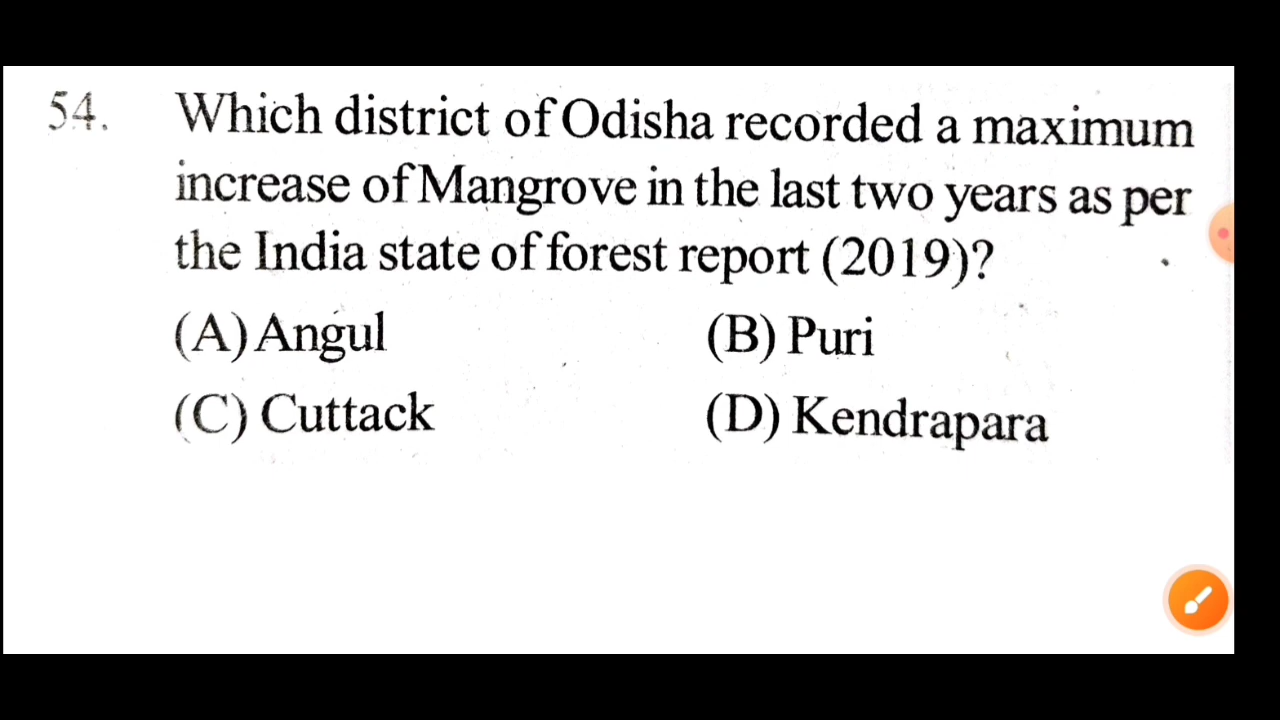 54. Which district of Odisha recorded a maximum
increase of Mangrove in the last two years as per
the India state of forest report (2019)?
(A) Angul (B) Puri
(C) Cuttack (D) Kendrapara